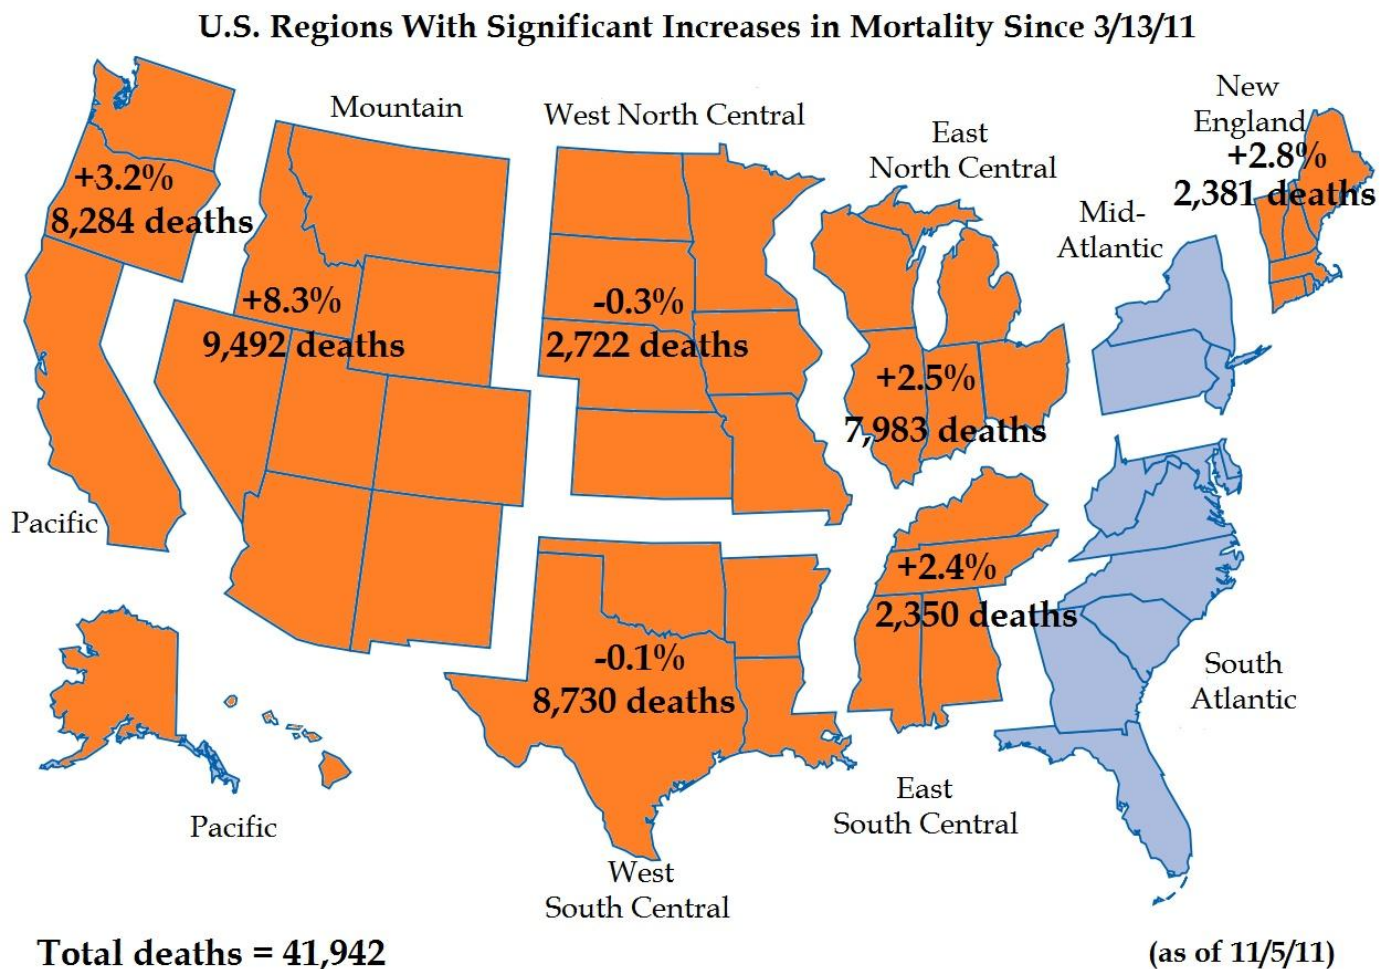 U.S. Regions With Significant Increases in Mortality Since 3/13/11
Mountain
West North Central
East
North Central
New
England
+2.8%
2,381 deaths
Mid-
Atlantic
+3.2%
8,284 deaths
+8.3%
9,492 deaths
-0.3%
2,722 deaths
+2.5%
7,983 deaths
Pacific
+2.4%
2,350 deaths
-0.1%
8,730 deaths
South
Atlantic
Pacific
East
South Central
West
South Central
Total deaths = 41,942
(as of 11/5/11)